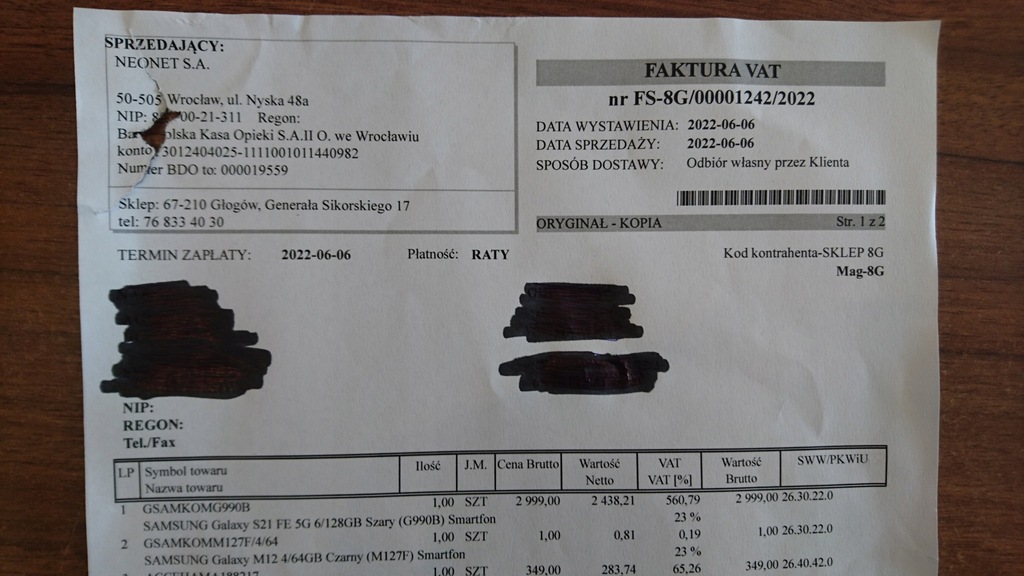 SPRZEDAJĄCY:
NEONET S.A.
50-505 Wrocław, ul. Nyska 48a
NIP: 00-21-311 Regon:
Kasa Opieki S.A.II O. we Wrocławiu
konto 3012404025-1111001011440982
Numer BDO to: 000019559
Sklep: 67-210 Głogów, Generała Sikorskiego 17
tel: 76 833 40 30
FAKTURA VAT
nr FS-8G/00001242/2022
DATA WYSTAWIENIA: 2022-06-06
DATA SPRZEDAŻY: 2022-06-06
SPOSÓB DOSTAWY: Odbiór własny przez Klienta
ORYGINAŁ - KOPIA Str. 1 z 2
TERMIN ZAPŁATY: 2022-06-06 Płatność: RATY
Kod kontrahenta-SKLEP 8G
Mag-8G
NIP:
REGON:
Tel./Fax
LP Symbol towaru Nazwa towaru Ilość J.M. Cena Brutto Wartość Netto VAT VAT [%] Wartość Brutto SWW/PKWiU
1 GSAMKOMG990B 1,00 SZT 2 999,00 2 438,21 560,79 2 999,00 26.30.22.0
SAMSUNG Galaxy S21 FE 5G 6/128GB Szary (G990B) Smartfon 23 %
2 GSAMKOMM127F/4/64 1,00 SZT 1,00 0,81 0,19 1,00 26.30.22.0
SAMSUNG Galaxy M12 4/64GB Czarny (M127F) Smartfon 23 %
1,00 SZT 349,00 283,74 65,26 349,00 26.40.42.0